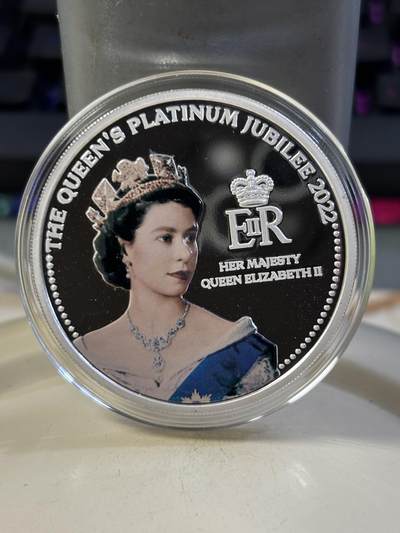 THE QUEEN'S PLATINUM JUBILEE 2022
EIIR
HER MAJESTY
QUEEN ELIZABETH II